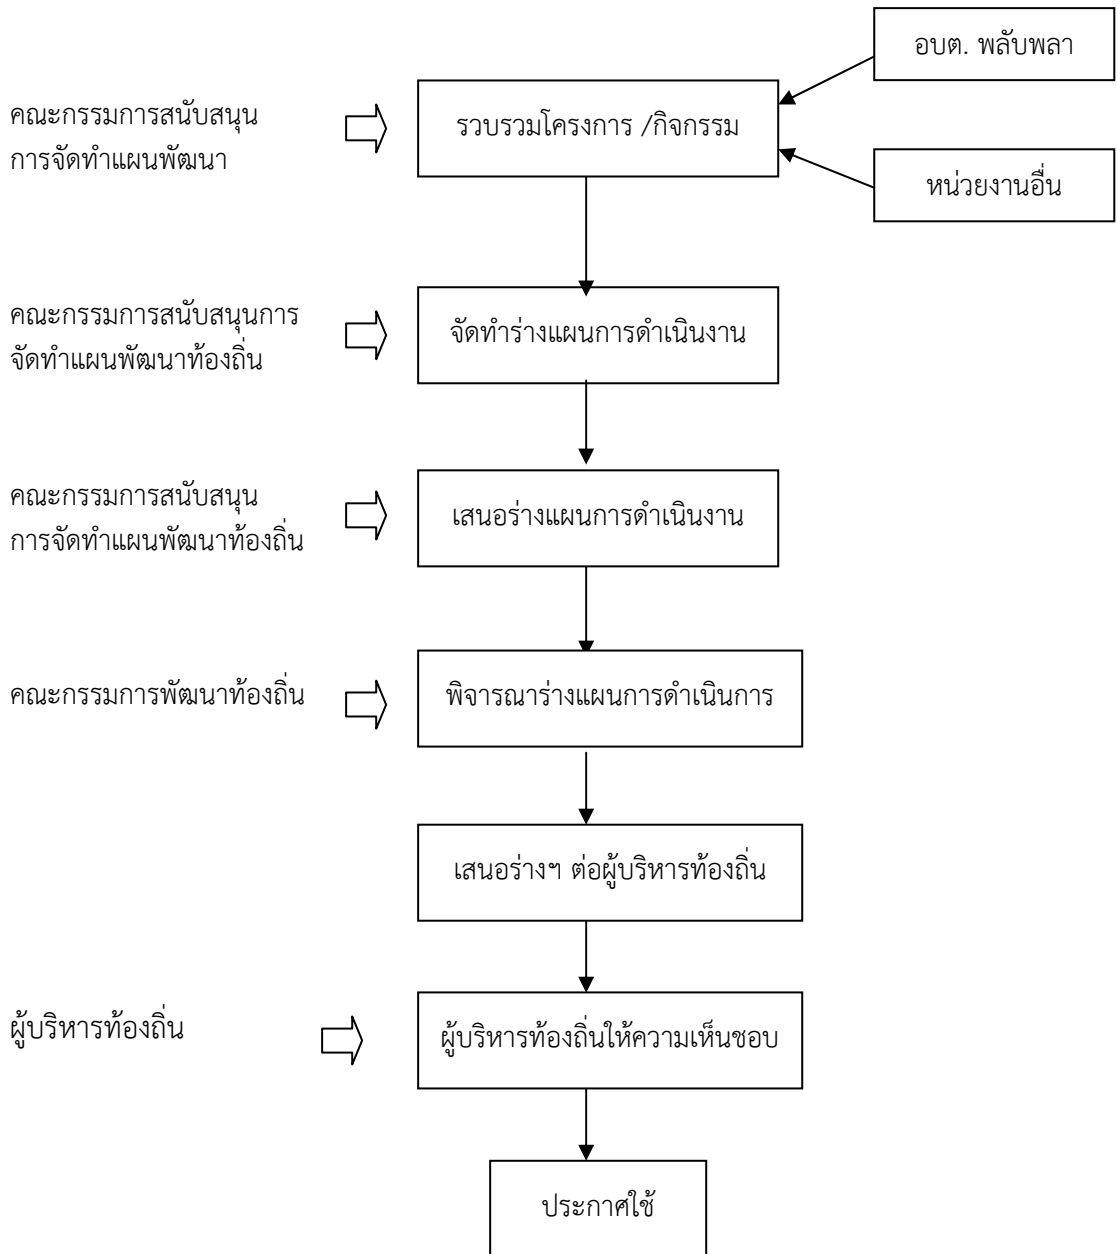 อบต. พลับพลา
คณะกรรมการสนับสนุน
การจัดทำแผนพัฒนา
รวบรวมโครงการ /กิจกรรม
หน่วยงานอื่น
คณะกรรมการสนับสนุนการ
จัดทำแผนพัฒนาท้องถิ่น
จัดทำร่างแผนการดำเนินงาน
คณะกรรมการสนับสนุน
การจัดทำแผนพัฒนาท้องถิ่น
เสนอร่างแผนการดำเนินงาน
คณะกรรมการพัฒนาท้องถิ่น
พิจารณาร่างแผนการดำเนินการ
เสนอร่างฯ ต่อผู้บริหารท้องถิ่น
ผู้บริหารท้องถิ่น
ผู้บริหารท้องถิ่นให้ความเห็นชอบ
ประกาศใช้